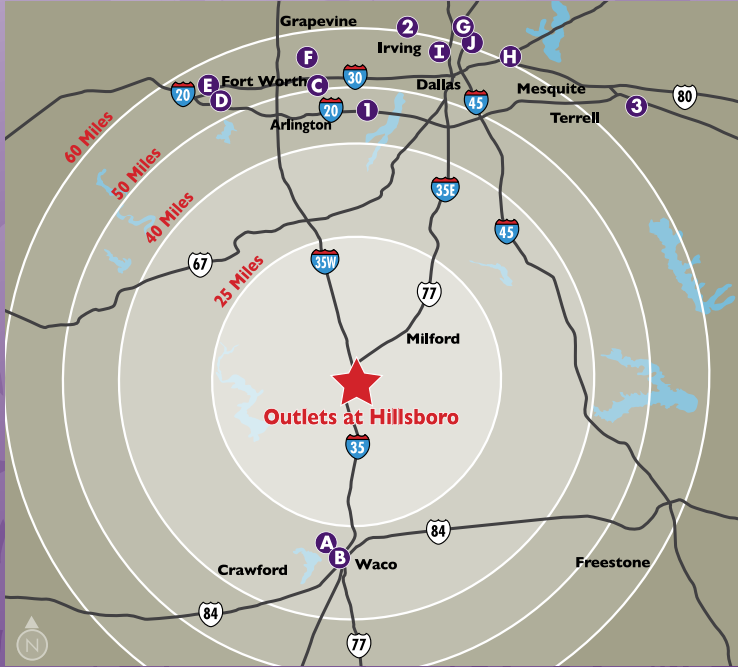 Grapevine
2
G
Irving
I
J
F
H
Fort Worth
E
C
30
Dallas
20
D
Mesquite
80
45
20
1
3
Arlington
Terrell
60 Miles
50 Miles
35E
40 Miles
45
67
35W
25 Miles
77
Milford
Outlets at Hillsboro
35
84
A
B
Waco
Crawford
Freestone
84
77
N